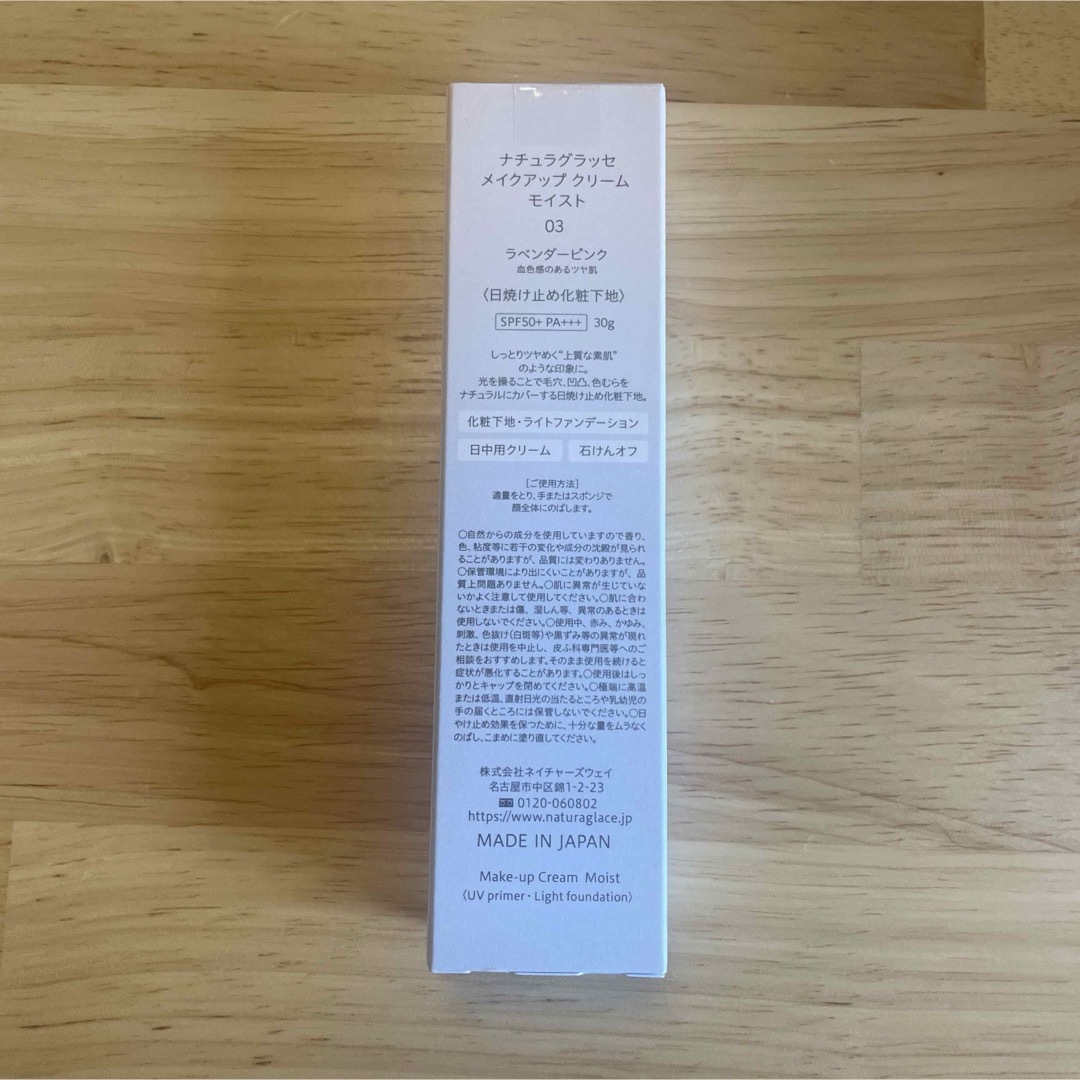 ナチュラグラッセ
メイクアップ クリーム
モイスト
03
ラベンダーピンク
血色感のあるツヤ肌
〈日焼け止め化粧下地〉
SPF50+ PA+++ 30g
しっとりツヤめく“上質な素肌”
のような印象に。
光を操ることで毛穴、凹凸、色むらを
ナチュラルにカバーする日焼け止め化粧下地。
化粧下地・ライトファンデーション
日中用クリーム 石けんオフ
［ご使用方法］
適量をとり、手またはスポンジで
顔全体にのばします。
○自然からの成分を使用していますので香り、
色、粘度等に若干の変化や成分の沈殿が見られ
ることがありますが、品質には変わりありません。
○保管環境により出にくいことがありますが、品
質上問題ありません。○肌に異常が生じていな
いかよく注意して使用してください。○肌に合わ
ないときまたは傷、湿しん等、異常のあるときは
使用しないでください。○使用中、赤み、かゆみ、
刺激、色抜け(白斑等)や黒ずみ等の異常が現れ
たときは使用を中止し、皮ふ科専門医等へのご
相談をおすすめします。そのまま使用を続けると
症状が悪化することがあります。○使用後はしっ
かりとキャップを閉めてください。○極端に高温
または低温、直射日光の当たるところや乳幼児の
手の届くところには保管しないでください。○日
やけ止め効果を保つために、十分な量をムラなく
のばし、こまめに塗り直してください。
株式会社ネイチャーズウェイ
名古屋市中区錦1-2-23
0120-060802
https://www.naturaglace.jp
MADE IN JAPAN
Make-up Cream Moist
〈UV primer・Light foundation〉